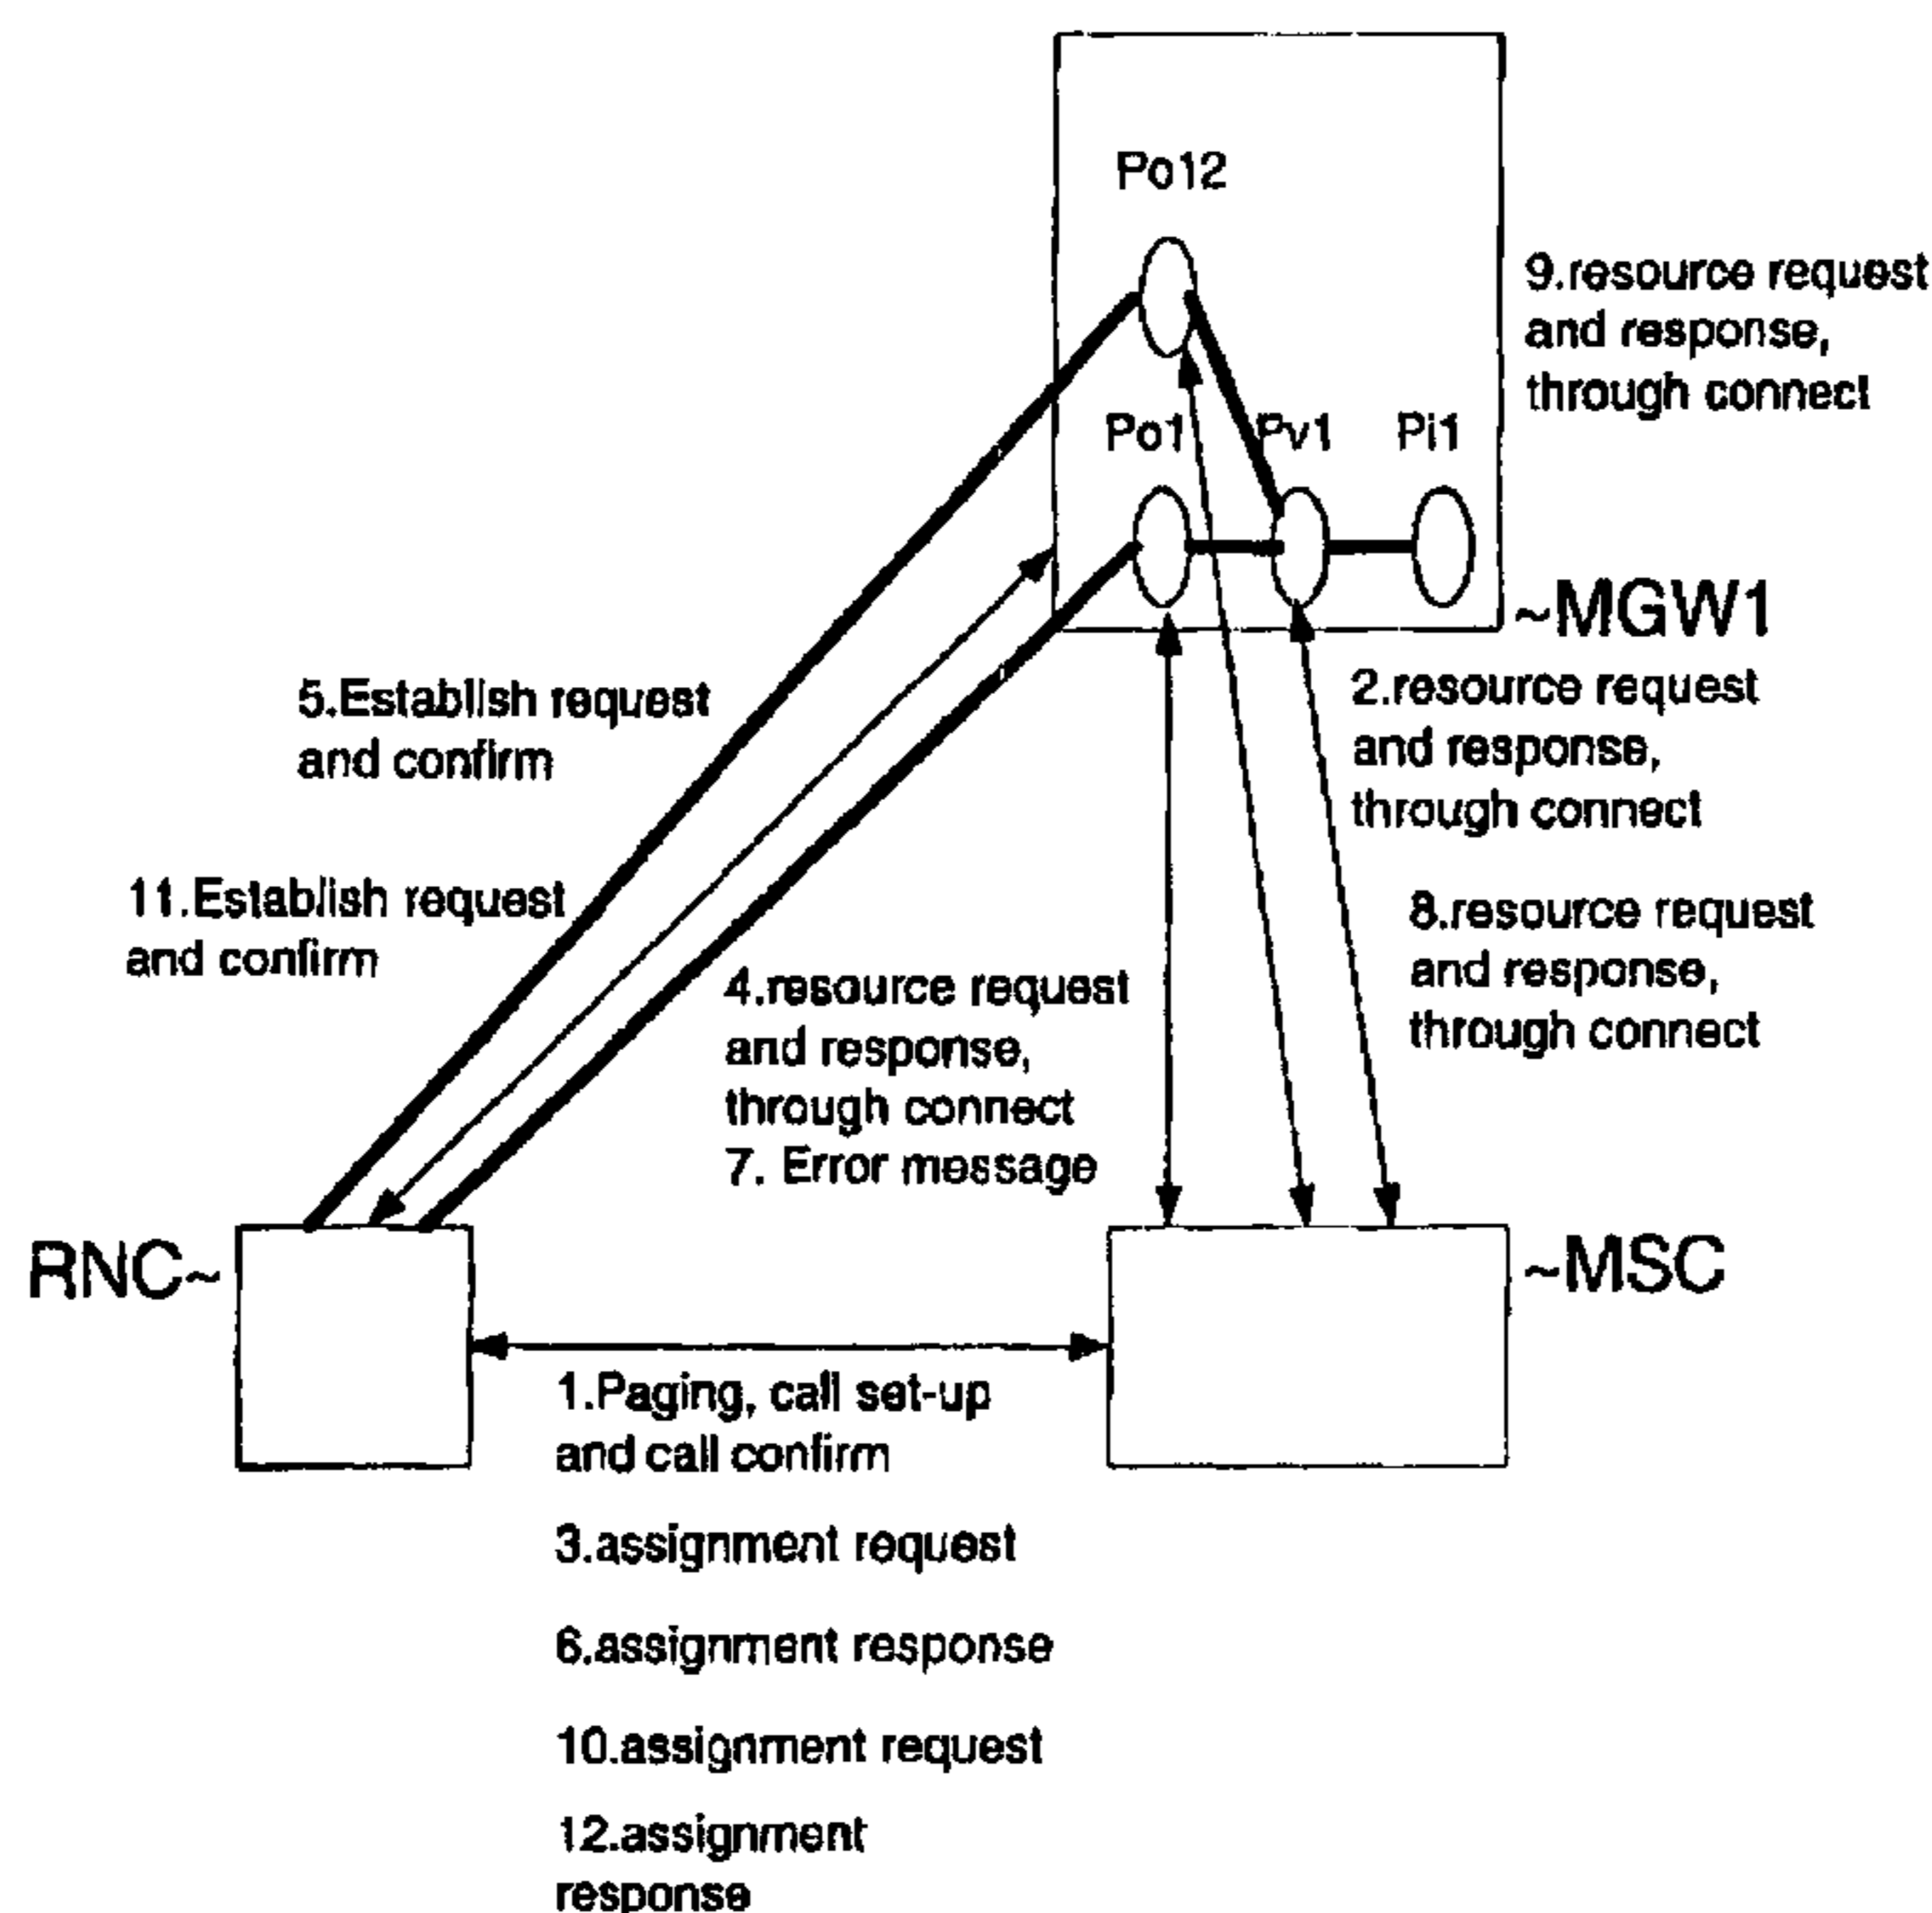 Po12
9.resource request
and response,
through connect
Po1
Pv1
Pi1
~MGW1
5.Establish request
and confirm
2.resource request
and response,
through connect
11.Establish request
and confirm
8.resource request
and response,
through connect
4.resource request
and response,
through connect
7. Error message
RNC~
~MSC
1.Paging, call set-up
and call confirm
3.assignment request
6.assignment response
10.assignment request
12.assignment
response